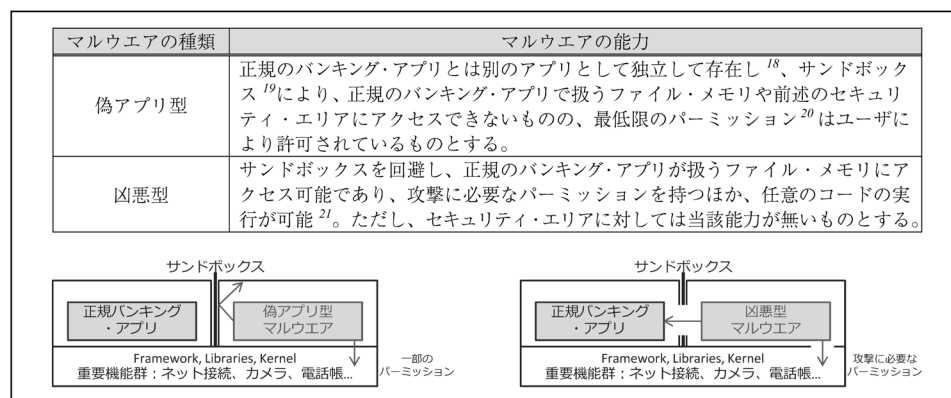 マルウエアの種類
マルウエアの能力
偽アプリ型
正規のバンキング・アプリとは別のアプリとして独立して存在し18、サンドボック
ス19により、正規のバンキング・アプリで扱うファイル・メモリや前述のセキュリ
ティ・エリアにアクセスできないものの、最低限のパーミッション20はユーザに
より許可されているものとする。
凶悪型
サンドボックスを回避し、正規のバンキング・アプリが扱うファイル・メモリにア
クセス可能であり、攻撃に必要なパーミッションを持つほか、任意のコードの実
行が可能21。ただし、セキュリティ・エリアに対しては当該能力が無いものとする。
サンドボックス
正規バンキング
・アプリ
偽アプリ型
マルウエア
Framework, Libraries, Kernel
重要機能群：ネット接続、カメラ、電話帳...
一部の
パーミッション
サンドボックス
正規バンキング
・アプリ
凶悪型
マルウエア
Framework, Libraries, Kernel
重要機能群：ネット接続、カメラ、電話帳...
攻撃に必要な
パーミッション